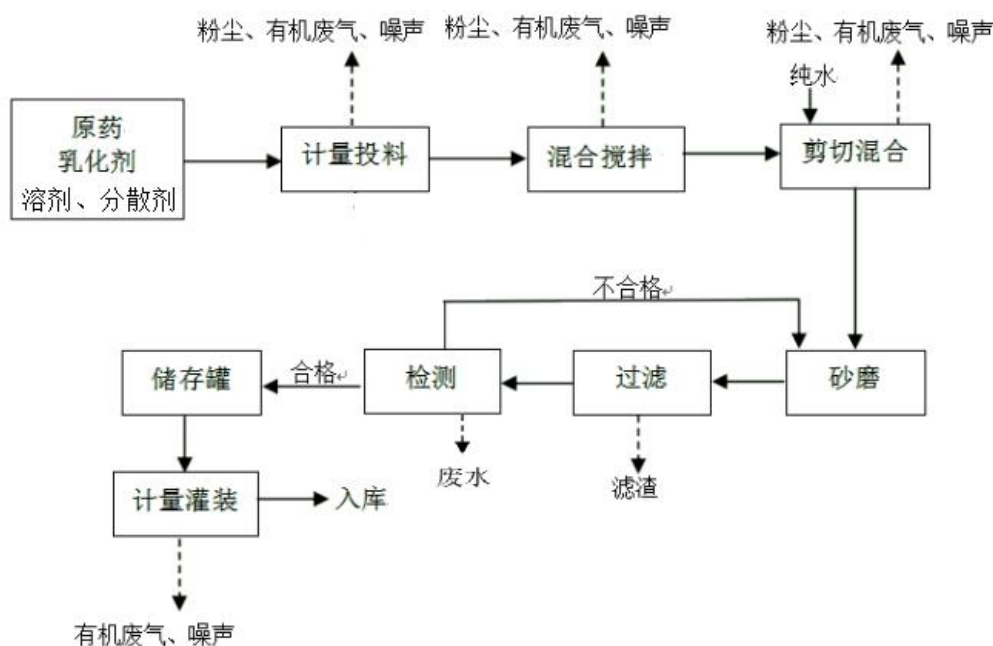 粉尘、有机废气、噪声
粉尘、有机废气、噪声
粉尘、有机废气、噪声
纯水
原药
乳化剂
溶剂、分散剂
计量投料
混合搅拌
剪切混合
不合格
储存罐
合格
检测
过滤
砂磨
废水
滤渣
计量灌装
入库
有机废气、噪声